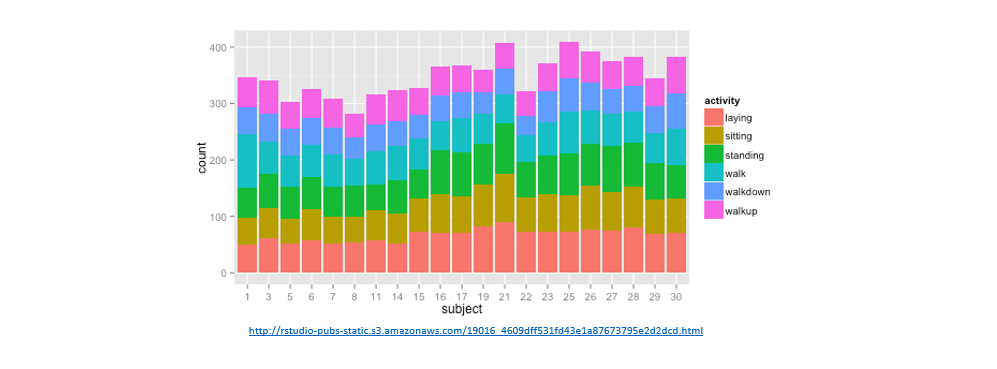 400
300
200
100
0
count
1 3 5 6 7 8 11 14 15 16 17 19 21 22 23 25 26 27 28 29 30
subject
activity
laying
sitting
standing
walk
walkdown
walkup
http://rstudio-pubs-static.s3.amazonaws.com/19016_4609dff531fd43e1a87673795e2d2dcd.html